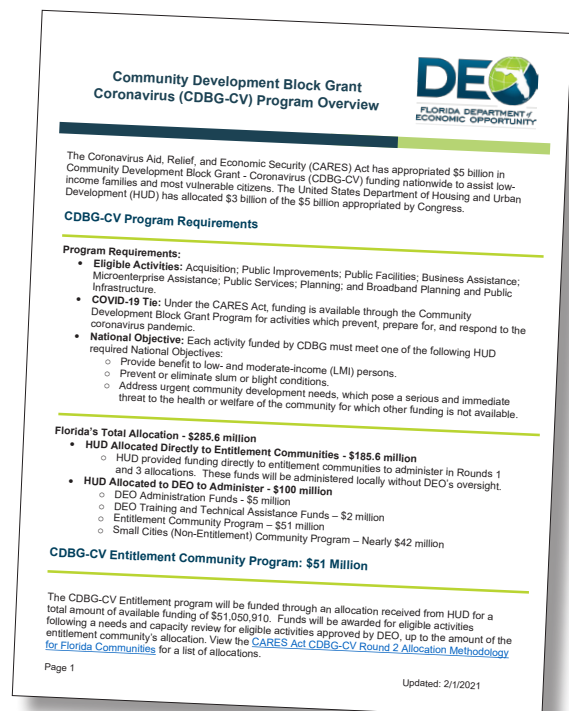 Community Development Block Grant
Coronavirus (CDBG-CV) Program Overview
DEO
FLORIDA DEPARTMENT of
ECONOMIC OPPORTUNITY
The Coronavirus Aid, Relief, and Economic Security (CARES) Act has appropriated $5 billion in
Community Development Block Grant - Coronavirus (CDBG-CV) funding nationwide to assist low-
income families and most vulnerable citizens. The United States Department of Housing and Urban
Development (HUD) has allocated $3 billion of the $5 billion appropriated by Congress.
CDBG-CV Program Requirements
Program Requirements:
• Eligible Activities: Acquisition; Public Improvements; Public Facilities; Business Assistance;
Microenterprise Assistance; Public Services; Planning; and Broadband Planning and Public
Infrastructure.
• COVID-19 Tie: Under the CARES Act, funding is available through the Community
Development Block Grant Program for activities which prevent, prepare for, and respond to the
coronavirus pandemic.
• National Objective: Each activity funded by CDBG must meet one of the following HUD
required National Objectives:
○ Provide benefit to low- and moderate-income (LMI) persons.
○ Prevent or eliminate slum or blight conditions.
○ Address urgent community development needs, which pose a serious and immediate
threat to the health or welfare of the community for which other funding is not available.
Florida's Total Allocation - $285.6 million
• HUD Allocated Directly to Entitlement Communities - $185.6 million
○ HUD provided funding directly to entitlement communities to administer in Rounds 1
and 3 allocations. These funds will be administered locally without DEO's oversight.
• HUD Allocated to DEO to Administer - $100 million
○ DEO Administration Funds - $5 million
○ DEO Training and Technical Assistance Funds – $2 million
○ Entitlement Community Program – $51 million
○ Small Cities (Non-Entitlement) Community Program – Nearly $42 million
CDBG-CV Entitlement Community Program: $51 Million
The CDBG-CV Entitlement program will be funded through an allocation received from HUD for a
total amount of available funding of $51,050,910. Funds will be awarded for eligible activities
following a needs and capacity review for eligible activities approved by DEO, up to the amount of the
entitlement community's allocation. View the CARES Act CDBG-CV Round 2 Allocation Methodology
for Florida Communities for a list of allocations.
Page 1
Updated: 2/1/2021